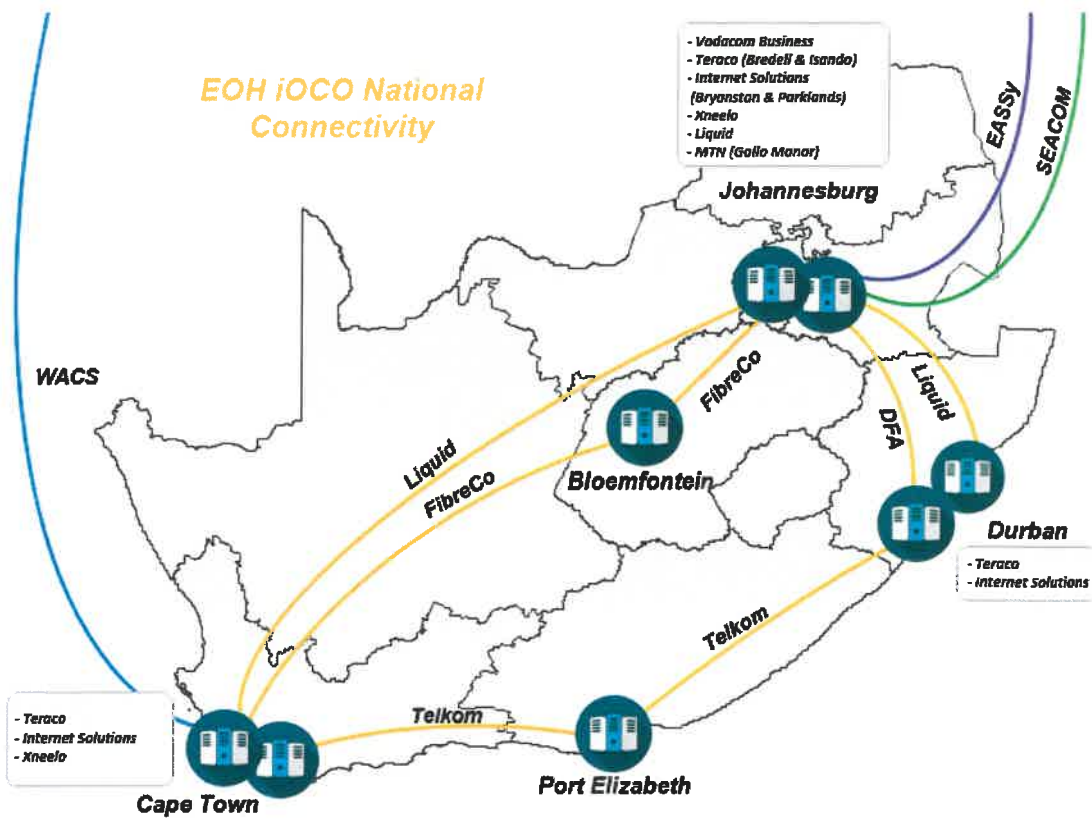 EOH iOCO National
Connectivity
- Vodacom Business
- Teraco (Bredell & Isando)
- Internet Solutions
(Bryanston & Parklands)
- Xneelo
- Liquid
- MTN (Gallo Manor)
Johannesburg
EASSy
SEACOM
WACS
Liquid
FibreCo
FibreCo
Bloemfontein
DFA
Liquid
Durban
- Teraco
- Internet Solutions
Telkom
Telkom
Port Elizabeth
- Teraco
- Internet Solutions
- Xneelo
Cape Town